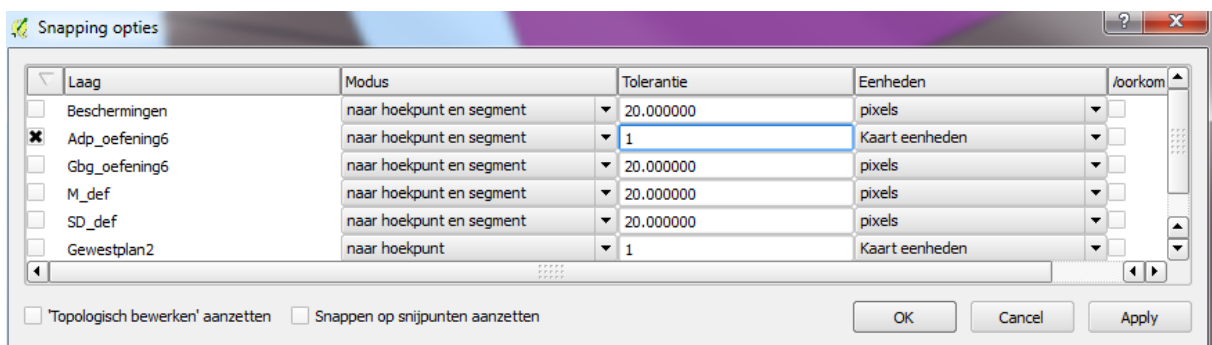 Snapping opties
?
X
Laag Modus Tolerantie Eenheden /oorkom
Beschermingen naar hoekpunt en segment 20.000000 pixels
Adp_oefening6 naar hoekpunt en segment 1 Kaart eenheden
Gbg_oefening6 naar hoekpunt en segment 20.000000 pixels
M_def naar hoekpunt en segment 20.000000 pixels
SD_def naar hoekpunt en segment 20.000000 pixels
Gewestplan2 naar hoekpunt 1 Kaart eenheden
'Topologisch bewerken' aanzetten Snappen op snijpunten aanzetten OK Cancel Apply